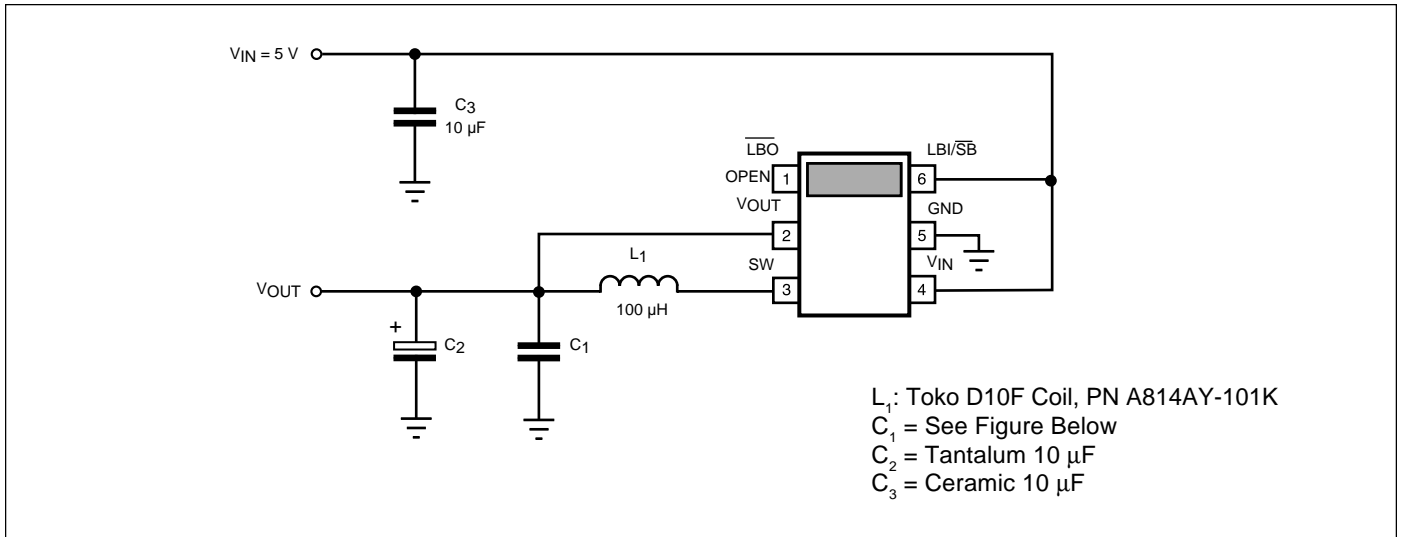 VIN = 5 V
C3
10 µF
LBO
OPEN
1
VOUT
2
SW
3
LBI/SB
6
GND
5
VIN
4
L1
100 µH
VOUT
+
C2
C1
L1: Toko D10F Coil, PN A814AY-101K
C1 = See Figure Below
C2 = Tantalum 10 µF
C3 = Ceramic 10 µF